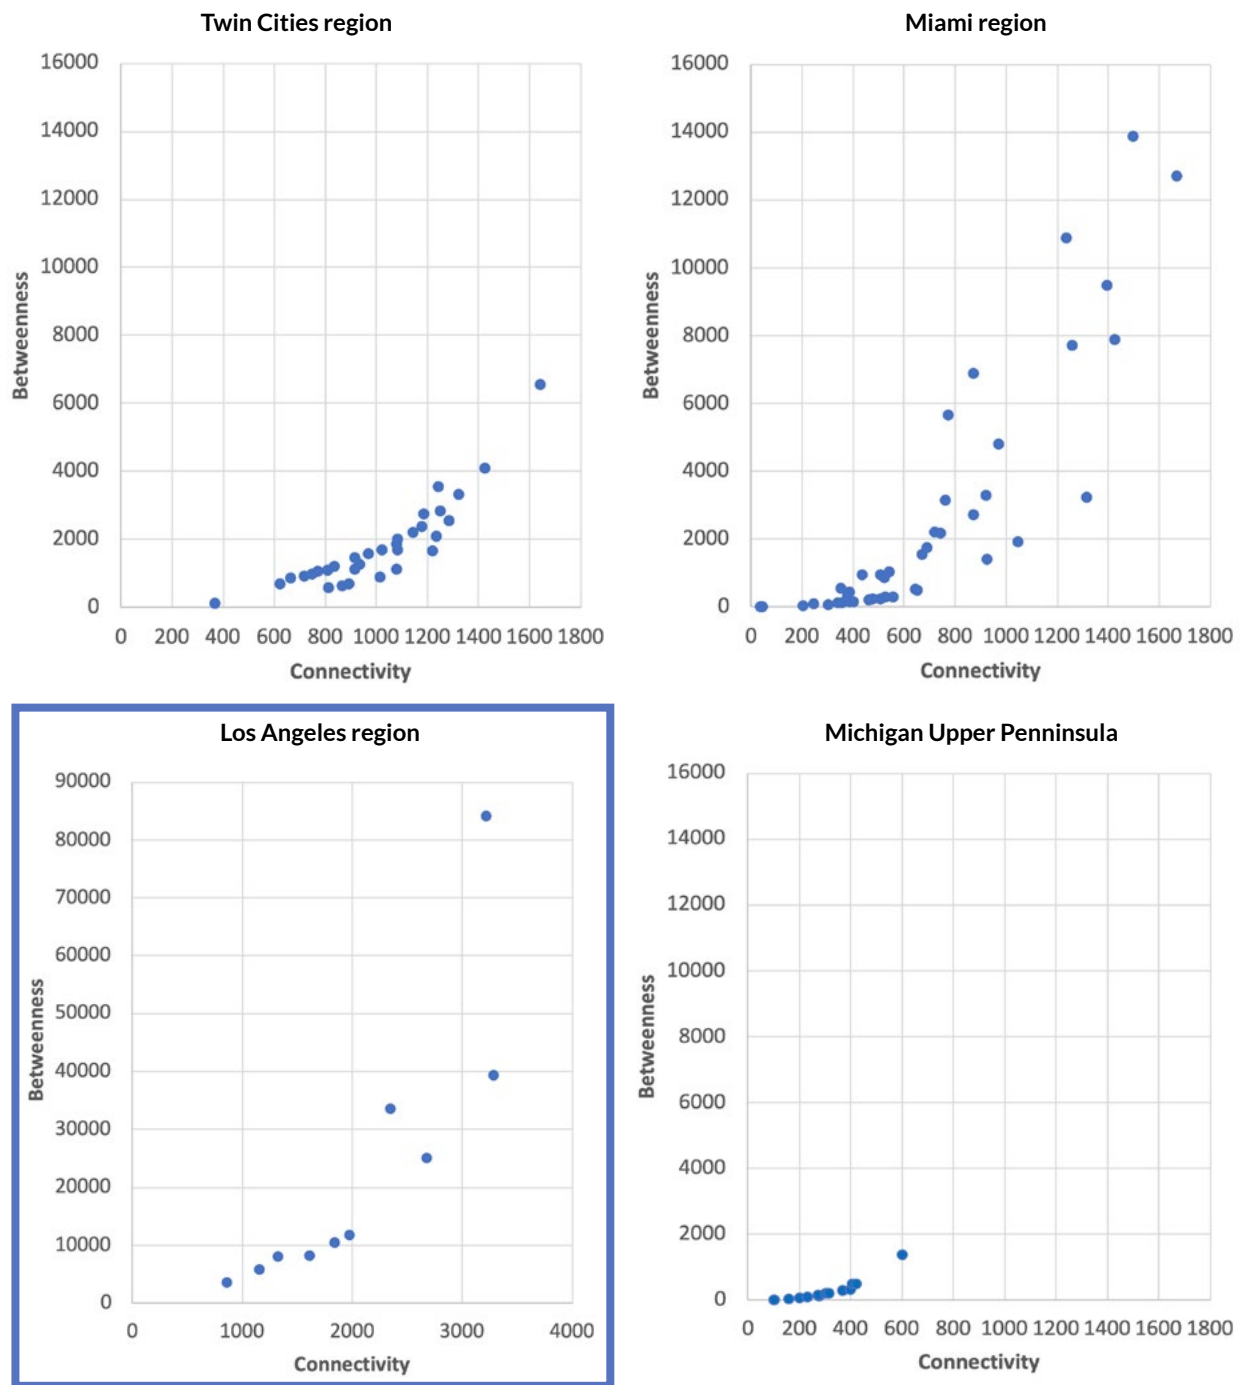 Twin Cities region
16000
14000
12000
10000
8000
6000
4000
2000
0
0 200 400 600 800 1000 1200 1400 1600 1800
Betweenness
Connectivity
Miami region
16000
14000
12000
10000
8000
6000
4000
2000
0
0 200 400 600 800 1000 1200 1400 1600 1800
Betweenness
Connectivity
Los Angeles region
90000
80000
70000
60000
50000
40000
30000
20000
10000
0
0 1000 2000 3000 4000
Betweenness
Connectivity
Michigan Upper Penninsula
16000
14000
12000
10000
8000
6000
4000
2000
0
0 200 400 600 800 1000 1200 1400 1600 1800
Betweenness
Connectivity